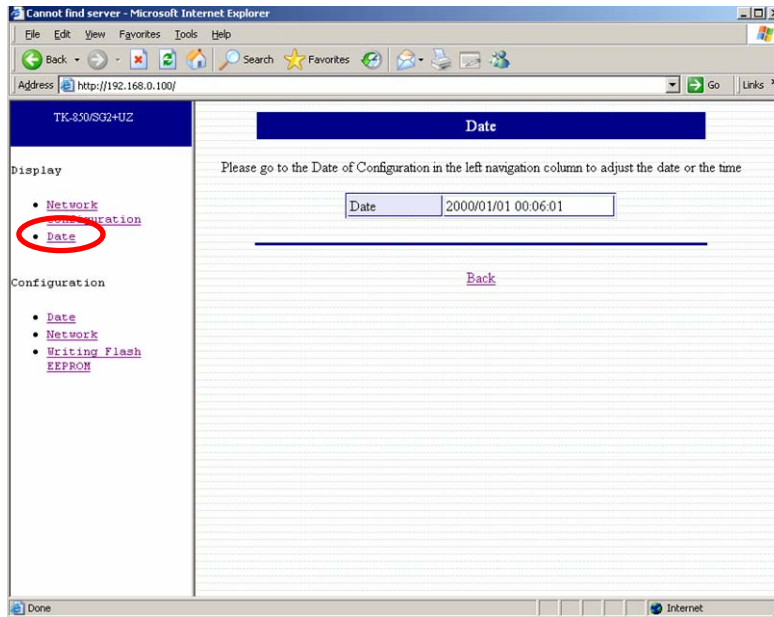 Cannot find server - Microsoft Internet Explorer
File Edit View Favorites Tools Help
Back Search Favorites
Address http://192.168.0.100/ Go Links
TK-850/SG2+UZ
Display
Network
Configuration
Date
Configuration
Date
Network
Writing Flash
EEPROM
Date
Please go to the Date of Configuration in the left navigation column to adjust the date or the time
Date 2000/01/01 00:06:01
Back
Done Internet